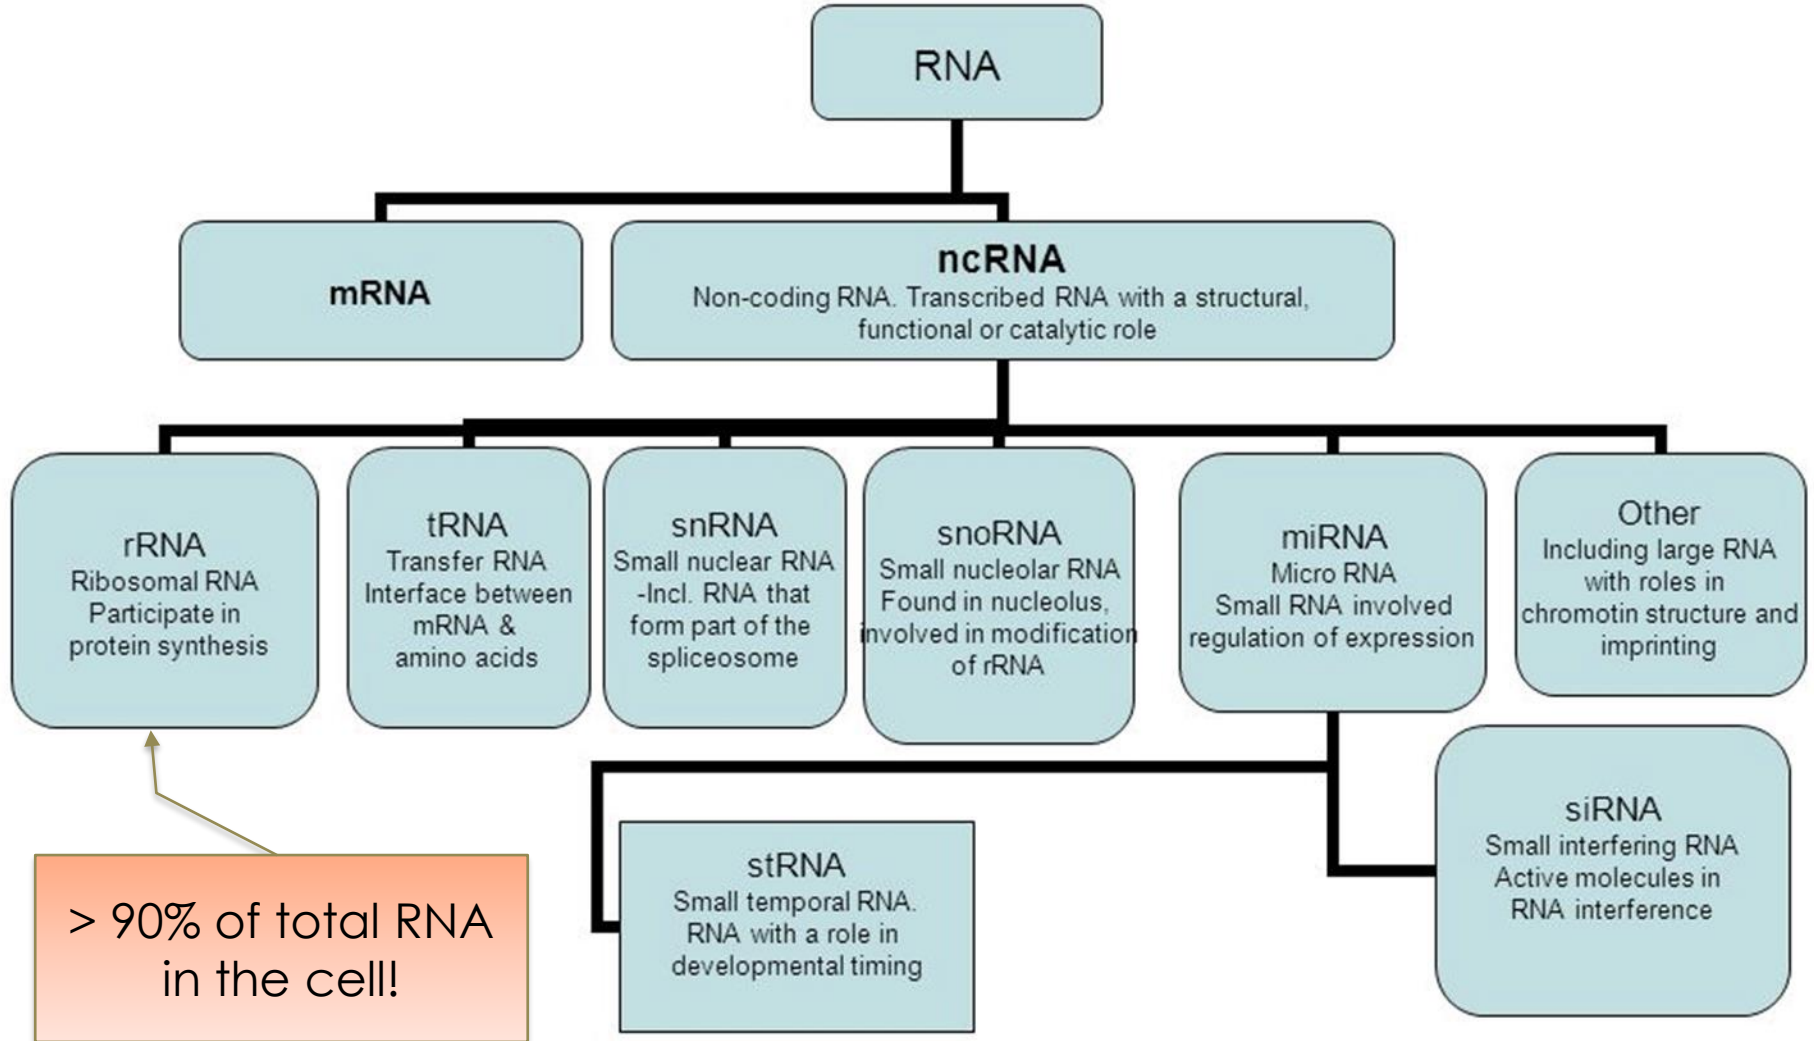 RNA
mRNA
ncRNA
Non-coding RNA. Transcribed RNA with a structural,
functional or catalytic role
rRNA
Ribosomal RNA
Participate in
protein synthesis
tRNA
Transfer RNA
Interface between
mRNA &
amino acids
snRNA
Small nuclear RNA
-Incl. RNA that
form part of the
spliceosome
snoRNA
Small nucleolar RNA
Found in nucleolus,
involved in modification
of rRNA
miRNA
Micro RNA
Small RNA involved
regulation of expression
Other
Including large RNA
with roles in
chromotin structure and
imprinting
stRNA
Small temporal RNA.
RNA with a role in
developmental timing
siRNA
Small interfering RNA
Active molecules in
RNA interference
> 90% of total RNA
in the cell!